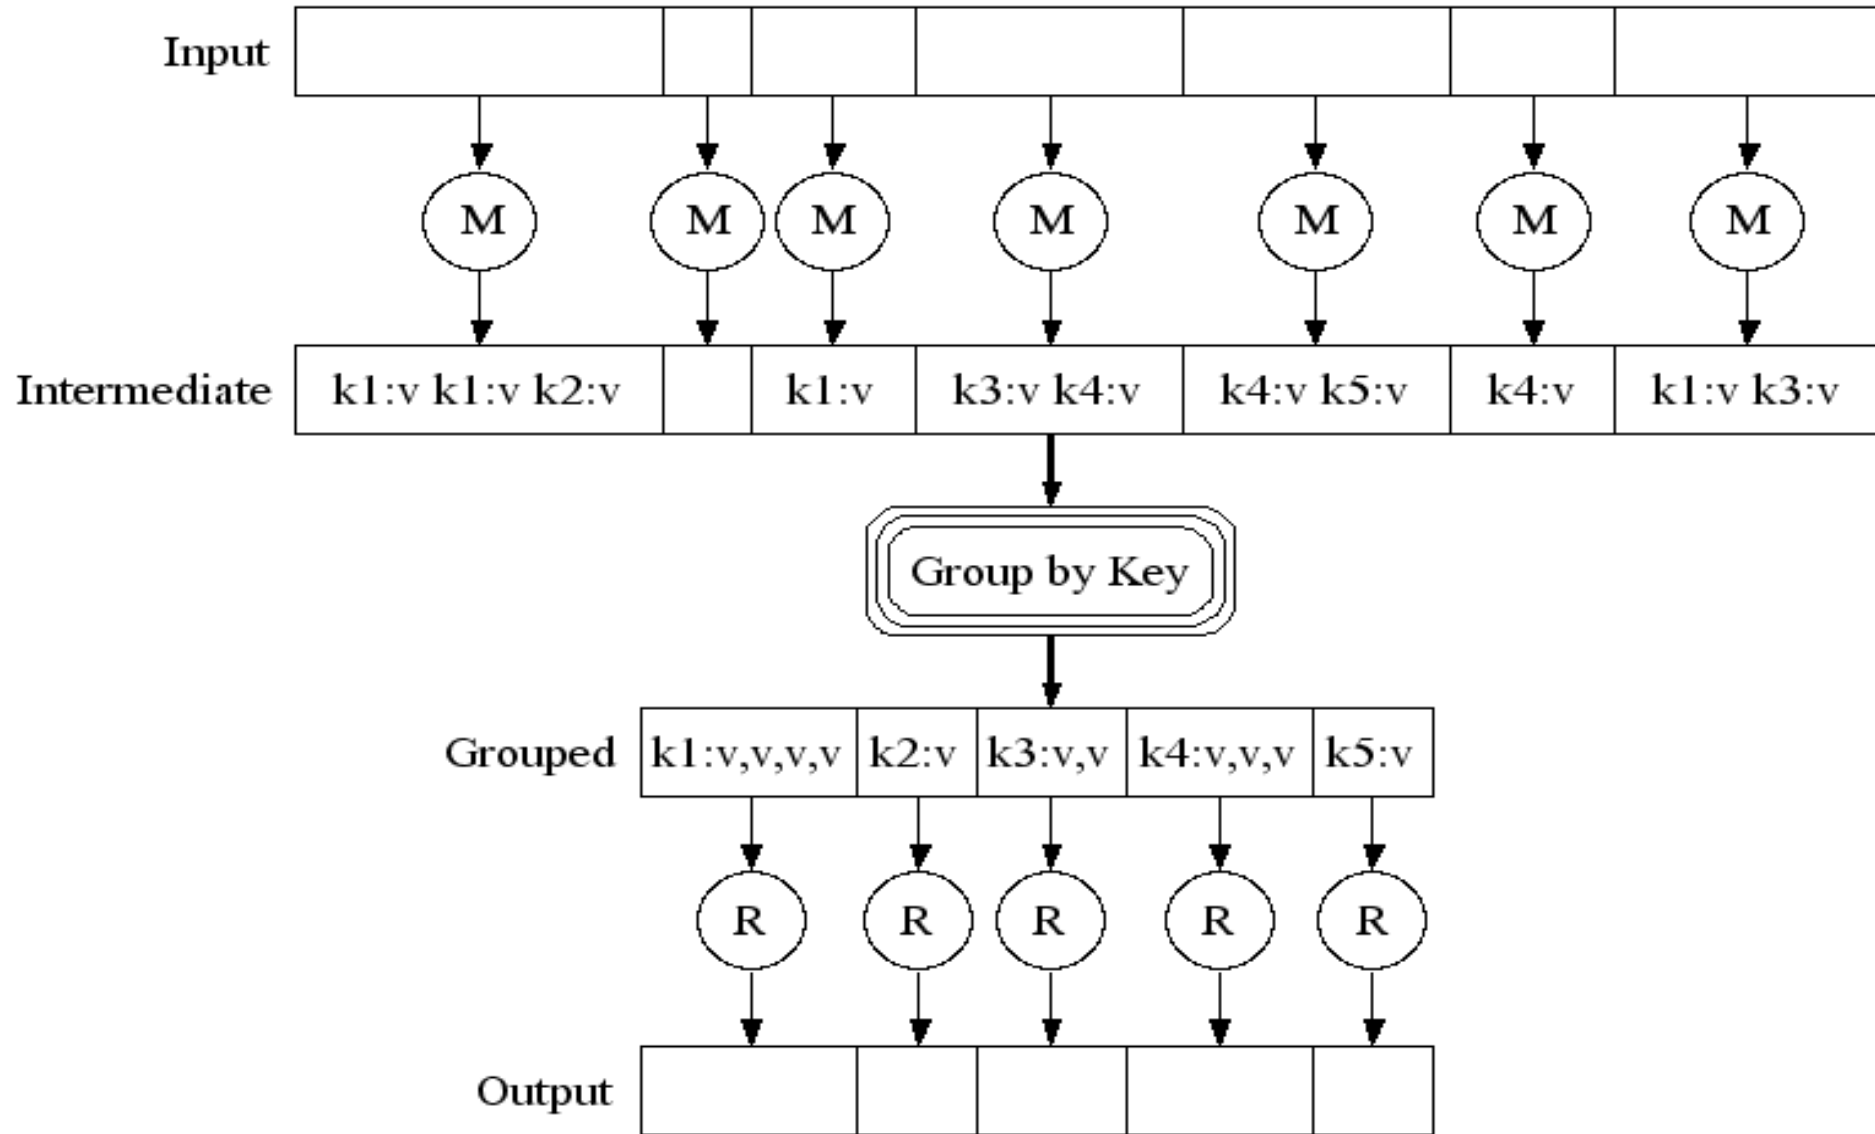 Input
M M M M M M M
Intermediate k1:v k1:v k2:v k1:v k3:v k4:v k4:v k5:v k4:v k1:v k3:v
Group by Key
Grouped k1:v,v,v,v k2:v k3:v,v k4:v,v,v k5:v
R R R R R
Output